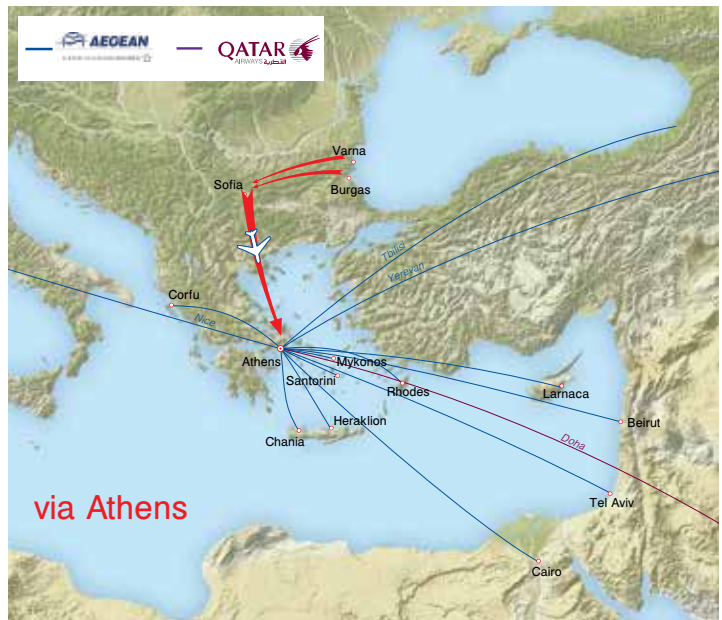 AEGEAN
QATAR
AIRWAYS القطرية
Varna
Sofia
Burgas
Tbilisi
Yerevan
Corfu
Nice
Athens
Mykonos
Santorini
Rhodes
Larnaca
Heraklion
Beirut
Chania
Doha
via Athens
Tel Aviv
Cairo